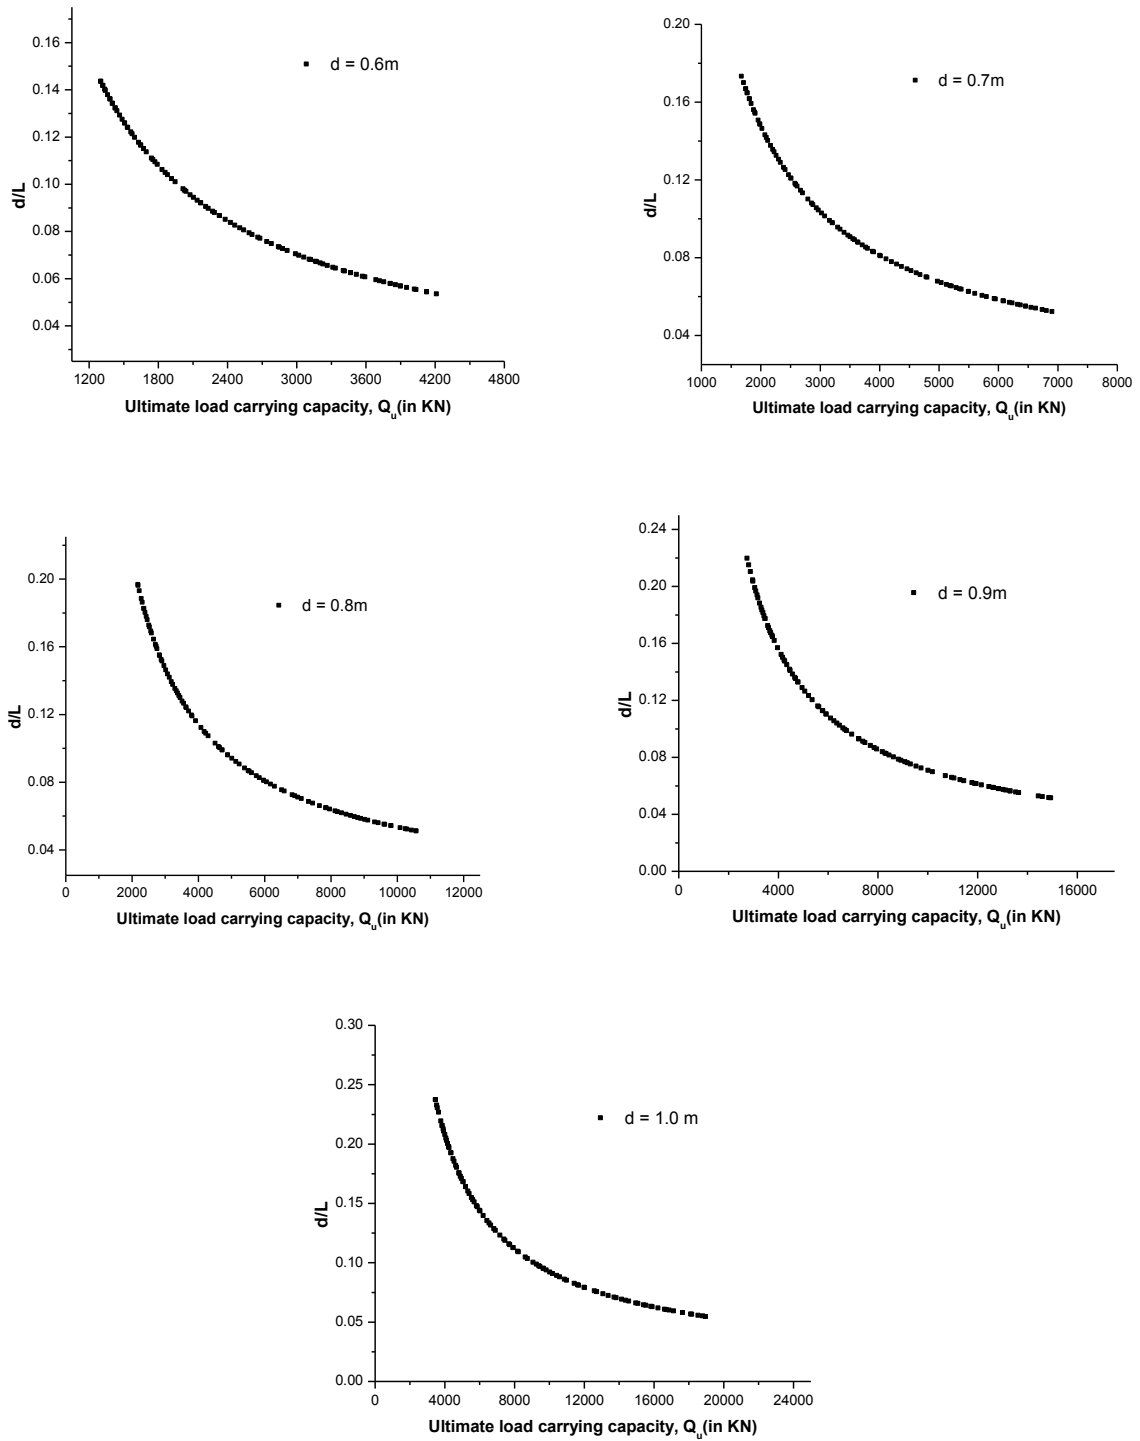 0.16
0.14
0.12
0.10
0.08
0.06
0.04
d/L
d = 0.6m
1200 1800 2400 3000 3600 4200 4800
Ultimate load carrying capacity, Qu(in KN)
0.20
0.16
0.12
0.08
0.04
d/L
d = 0.7m
1000 2000 3000 4000 5000 6000 7000 8000
Ultimate load carrying capacity, Qu(in KN)
0.20
0.16
0.12
0.08
0.04
d/L
d = 0.8m
0 2000 4000 6000 8000 10000 12000
Ultimate load carrying capacity, Qu(in KN)
0.24
0.20
0.16
0.12
0.08
0.04
0.00
d/L
d = 0.9m
0 4000 8000 12000 16000
Ultimate load carrying capacity, Qu(in KN)
0.30
0.25
0.20
0.15
0.10
0.05
0.00
d/L
d = 1.0 m
0 4000 8000 12000 16000 20000 24000
Ultimate load carrying capacity, Qu(in KN)